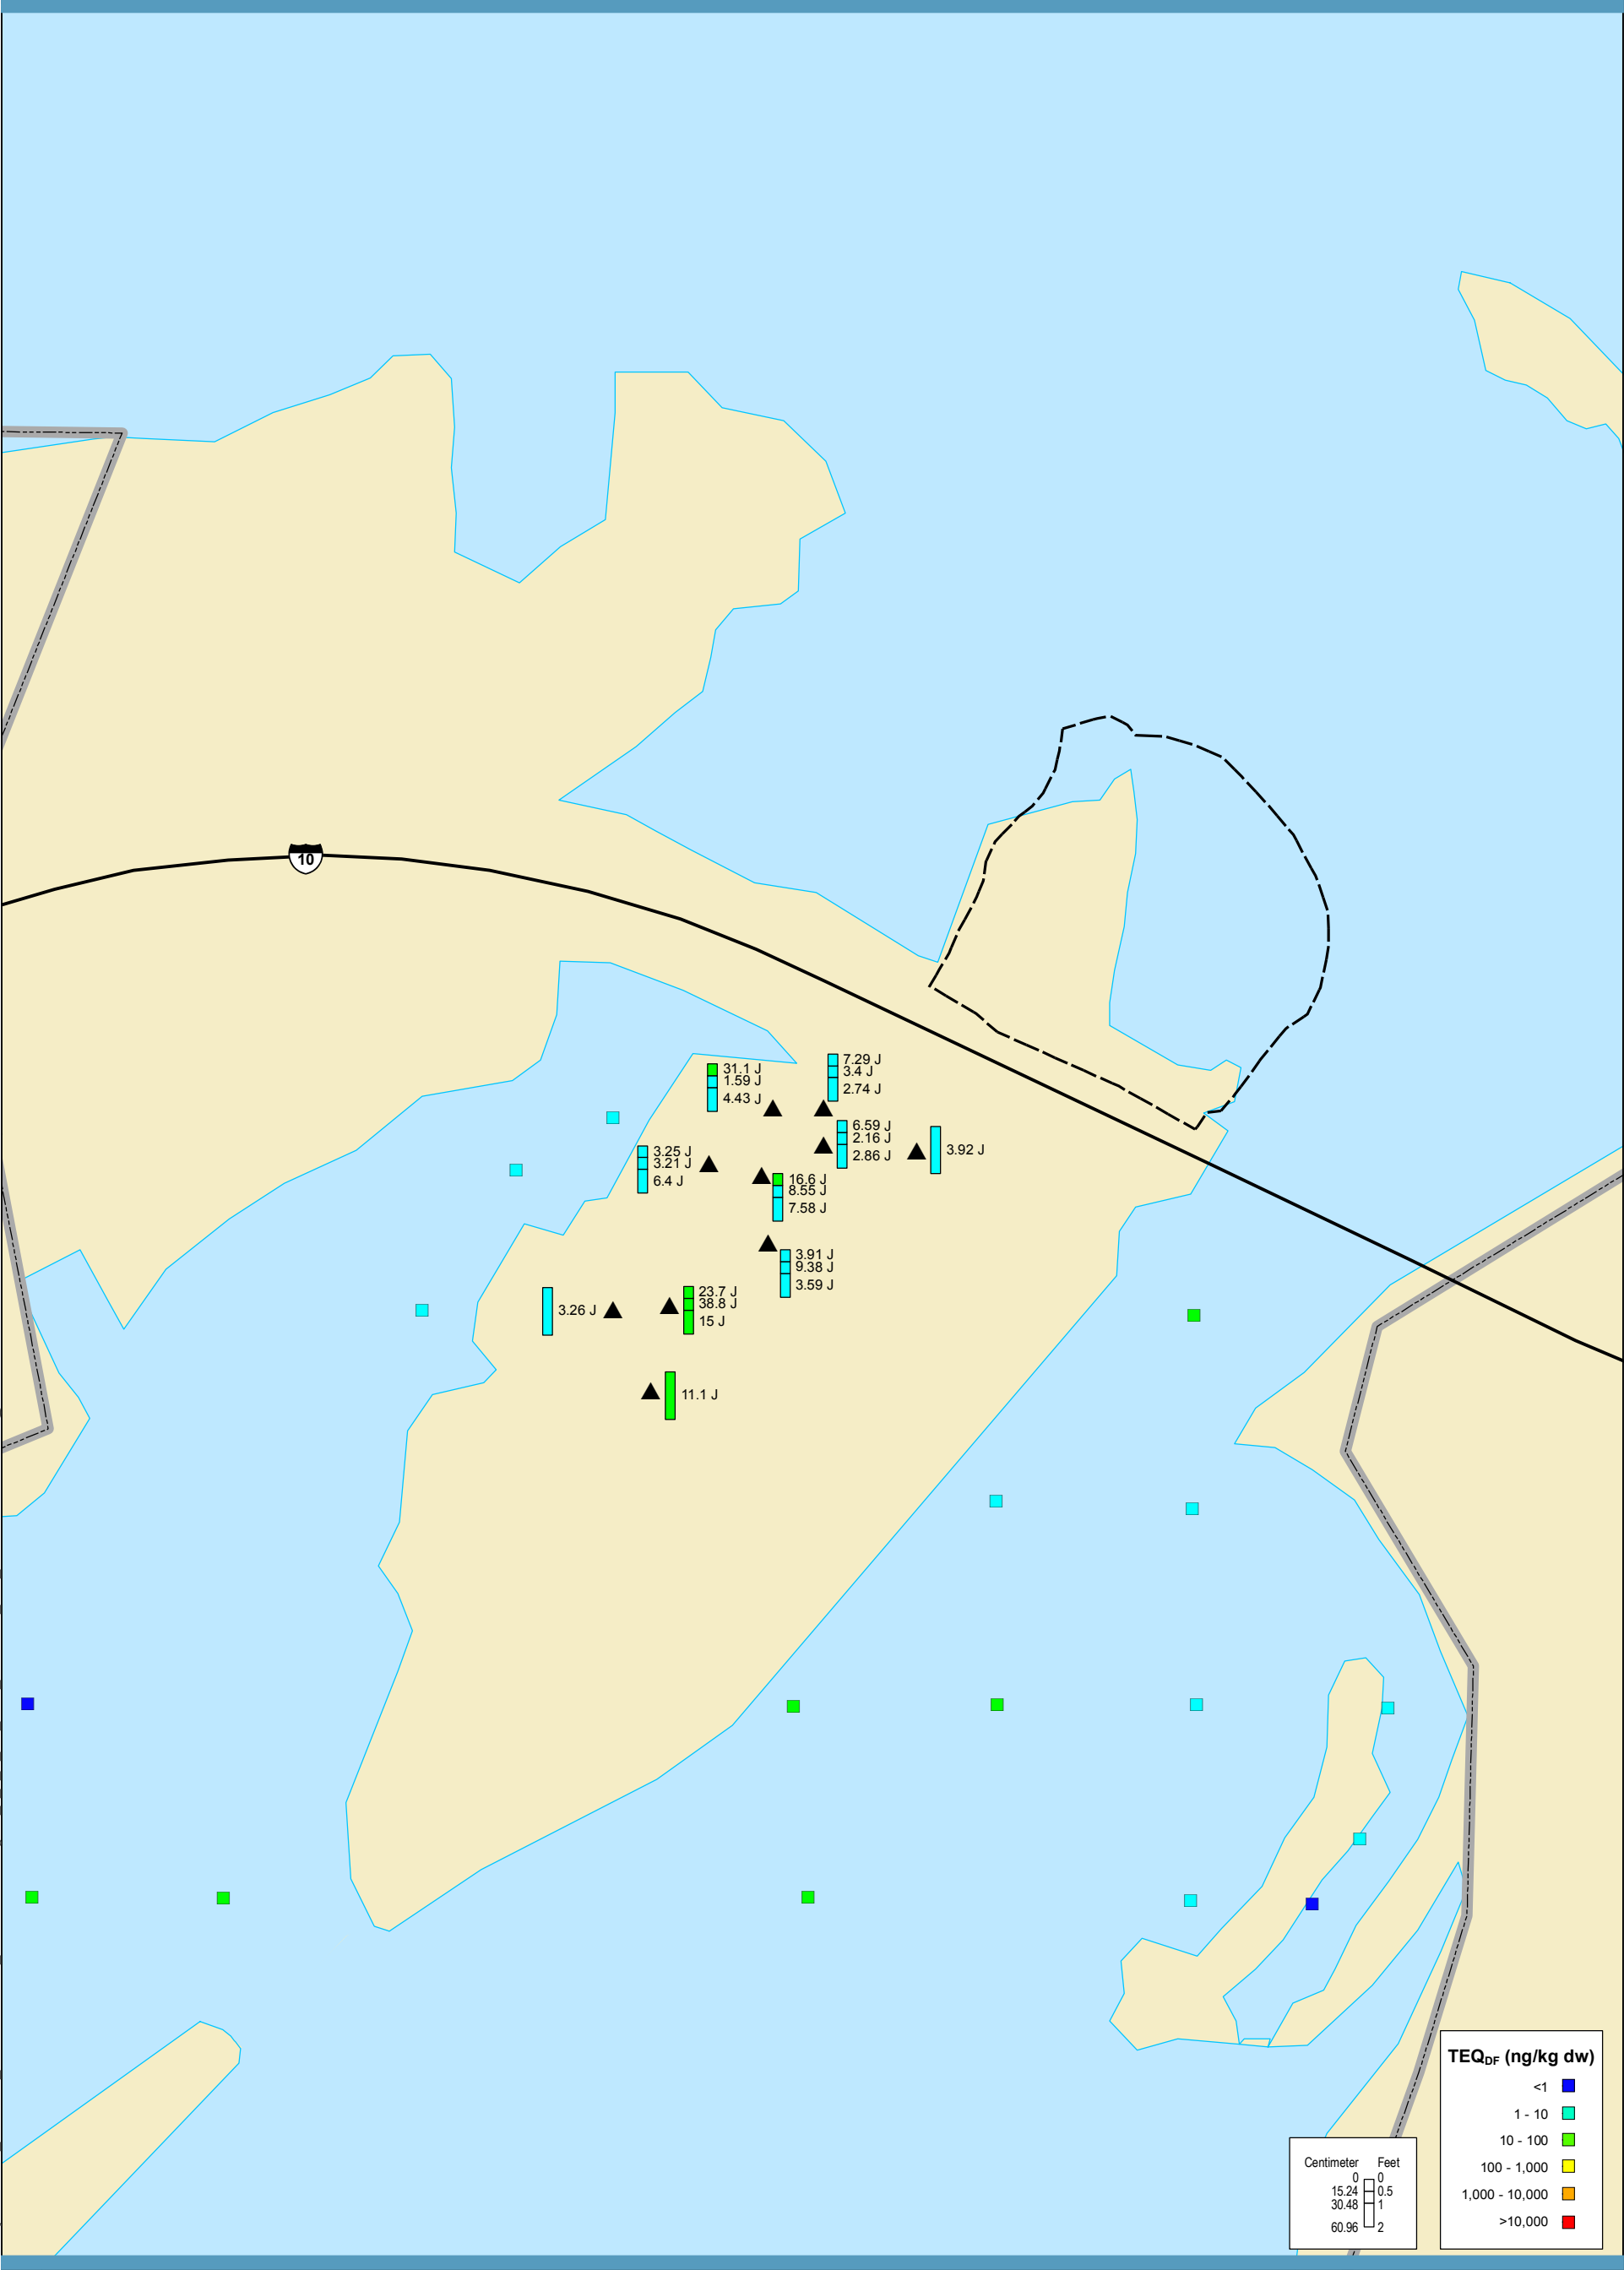 10
7.29 J
3.4 J
2.74 J
31.1 J
1.59 J
4.43 J
6.59 J
2.16 J
2.86 J
3.92 J
3.25 J
3.21 J
6.4 J
16.6 J
8.55 J
7.58 J
3.91 J
9.38 J
3.59 J
23.7 J
38.8 J
15 J
3.26 J
11.1 J
TEQDF (ng/kg dw)
<1
1 - 10
10 - 100
100 - 1,000
1,000 - 10,000
>10,000
Centimeter Feet
0 0
15.24 0.5
30.48 1
60.96 2